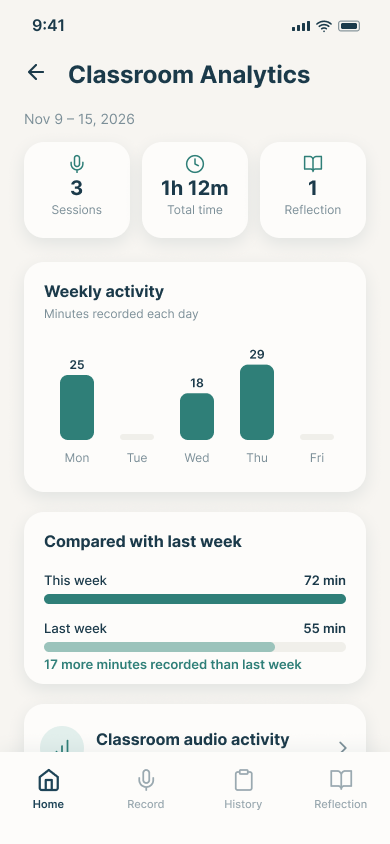 9:41
Classroom Analytics
Nov 9 – 15, 2026
3
Sessions
1h 12m
Total time
1
Reflection
Weekly activity
Minutes recorded each day
25
18
29
Mon Tue Wed Thu Fri
Compared with last week
This week 72 min
Last week 55 min
17 more minutes recorded than last week
Classroom audio activity
Home Record History Reflection